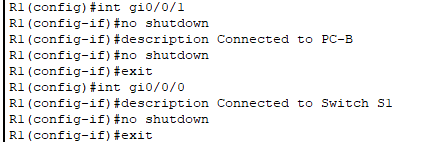 R1(config)#int gi0/0/1
R1(config-if)#no shutdown
R1(config-if)#description Connected to PC-B
R1(config-if)#no shutdown
R1(config-if)#exit
R1(config)#int gi0/0/0
R1(config-if)#description Connected to Switch S1
R1(config-if)#no shutdown
R1(config-if)#exit